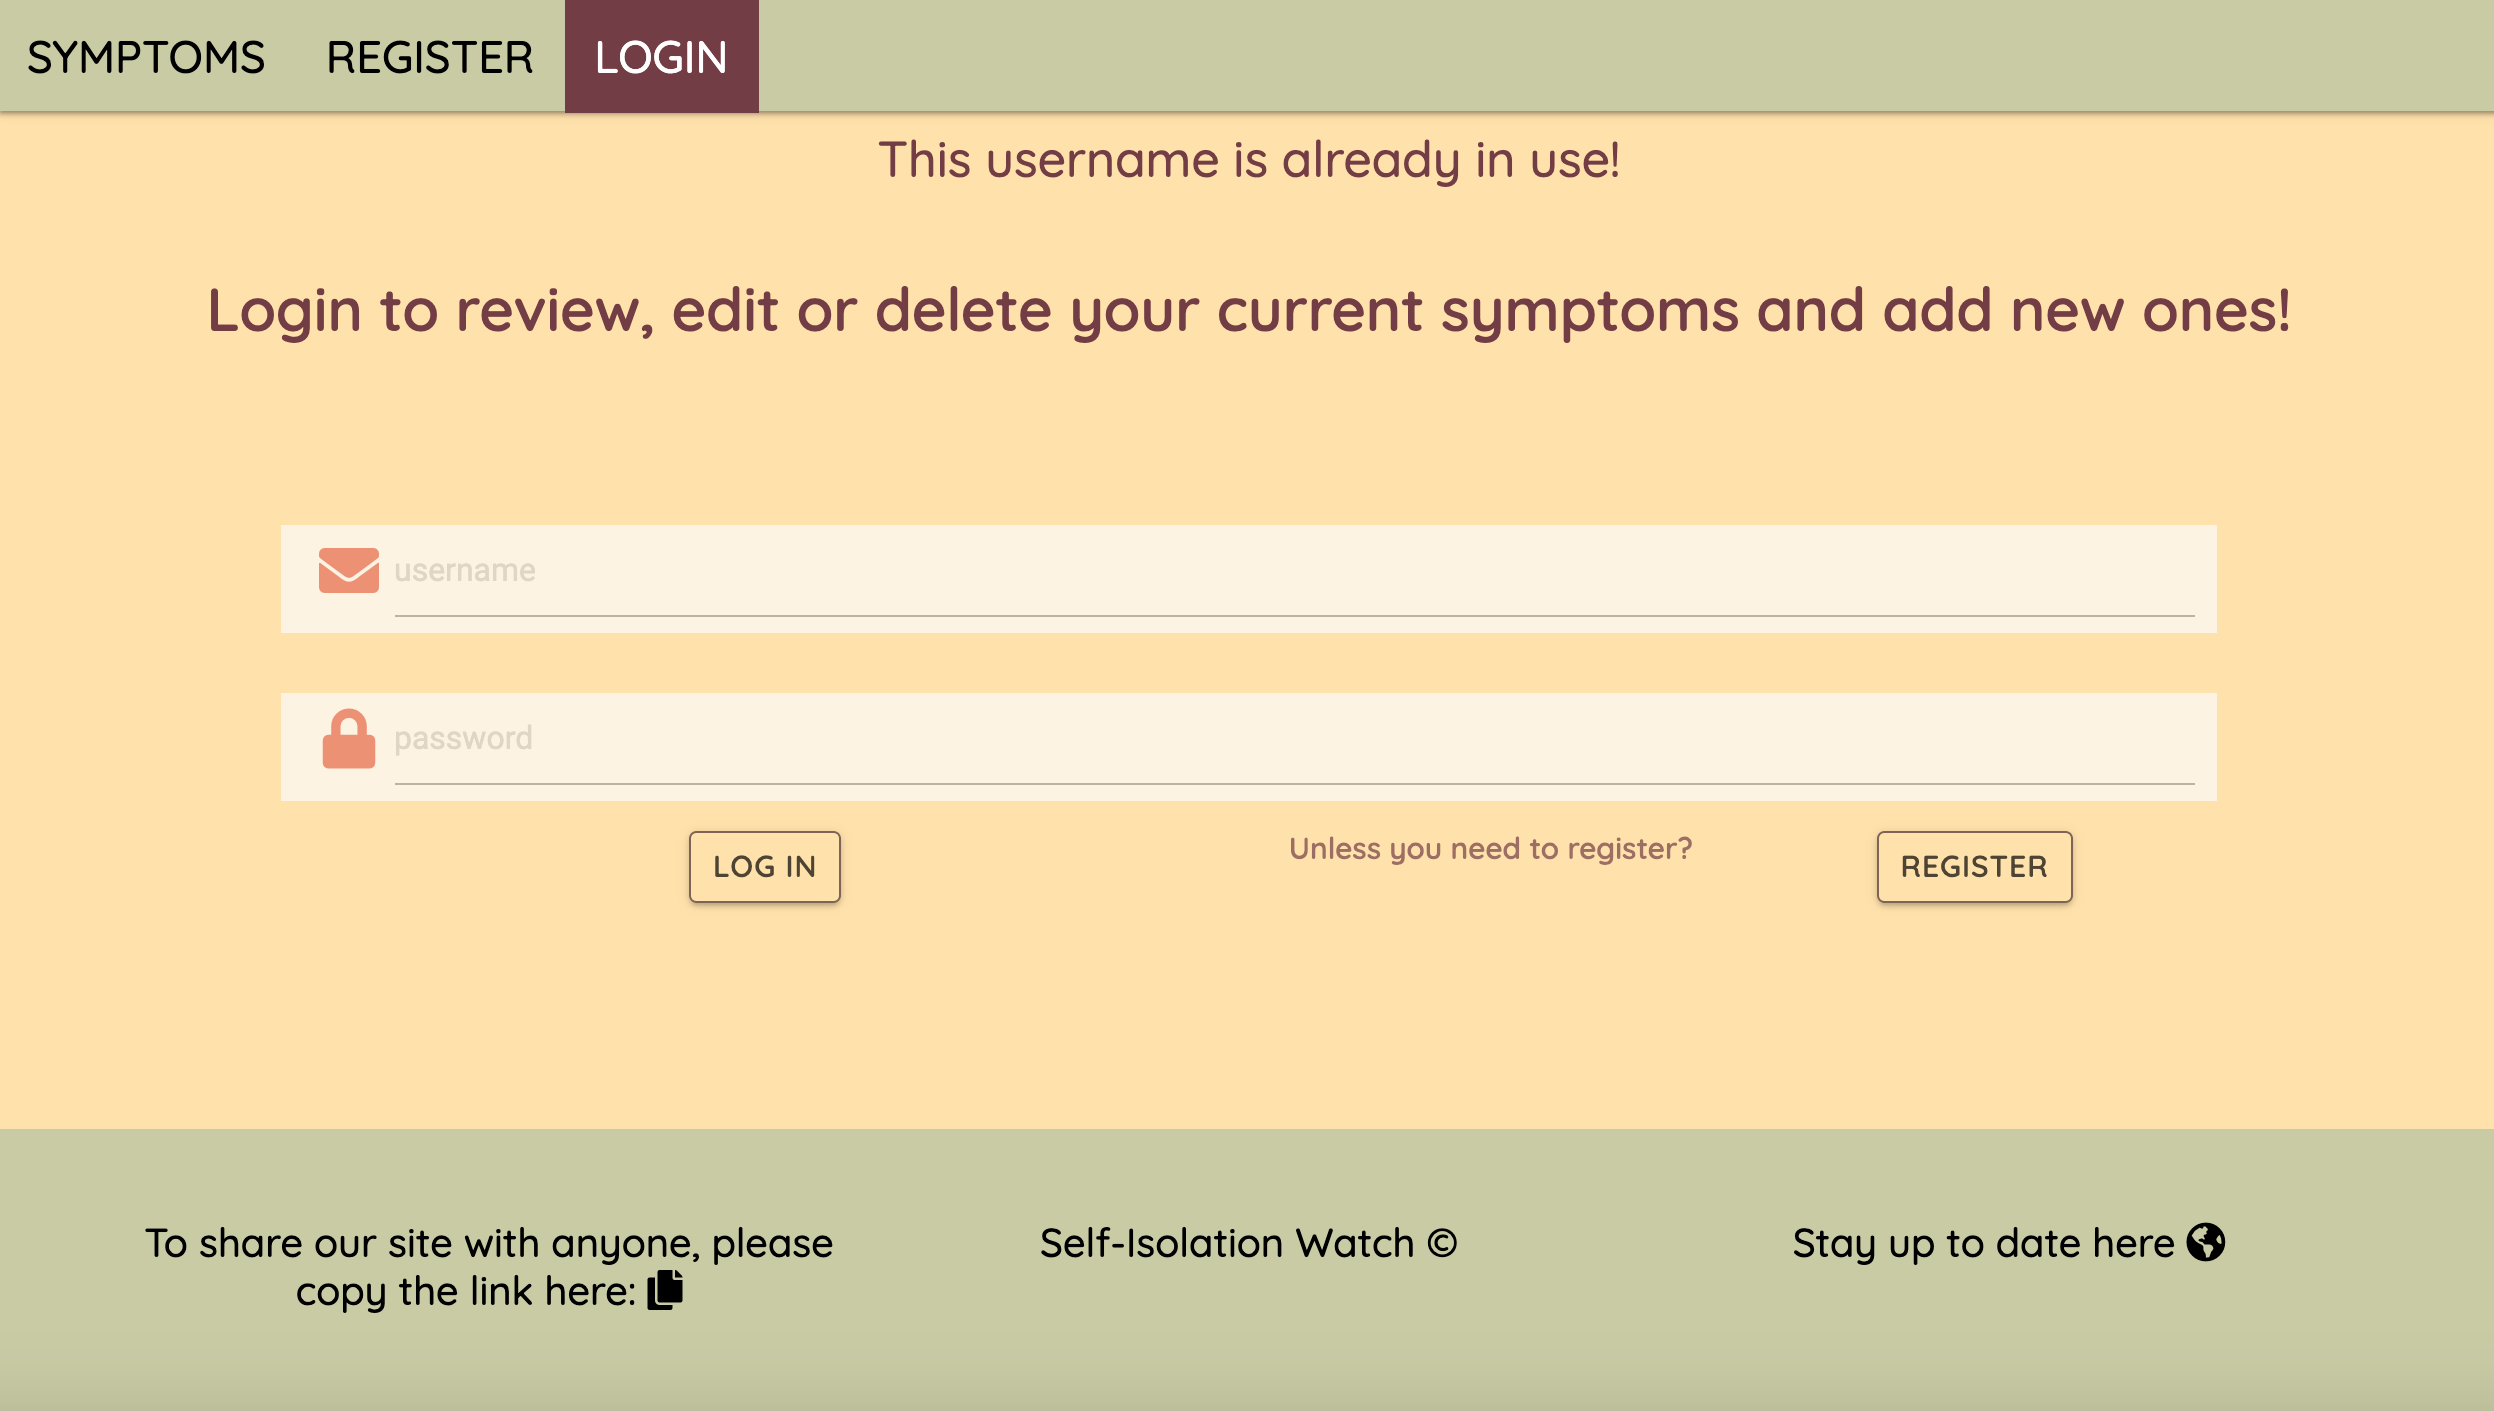 SYMPTOMS REGISTER LOGIN
This username is already in use!
Login to review, edit or delete your current symptoms and add new ones!
username
password
LOG IN
Unless you need to register?
REGISTER
To share our site with anyone, please
copy the link here:
Self-Isolation Watch ©
Stay up to date here